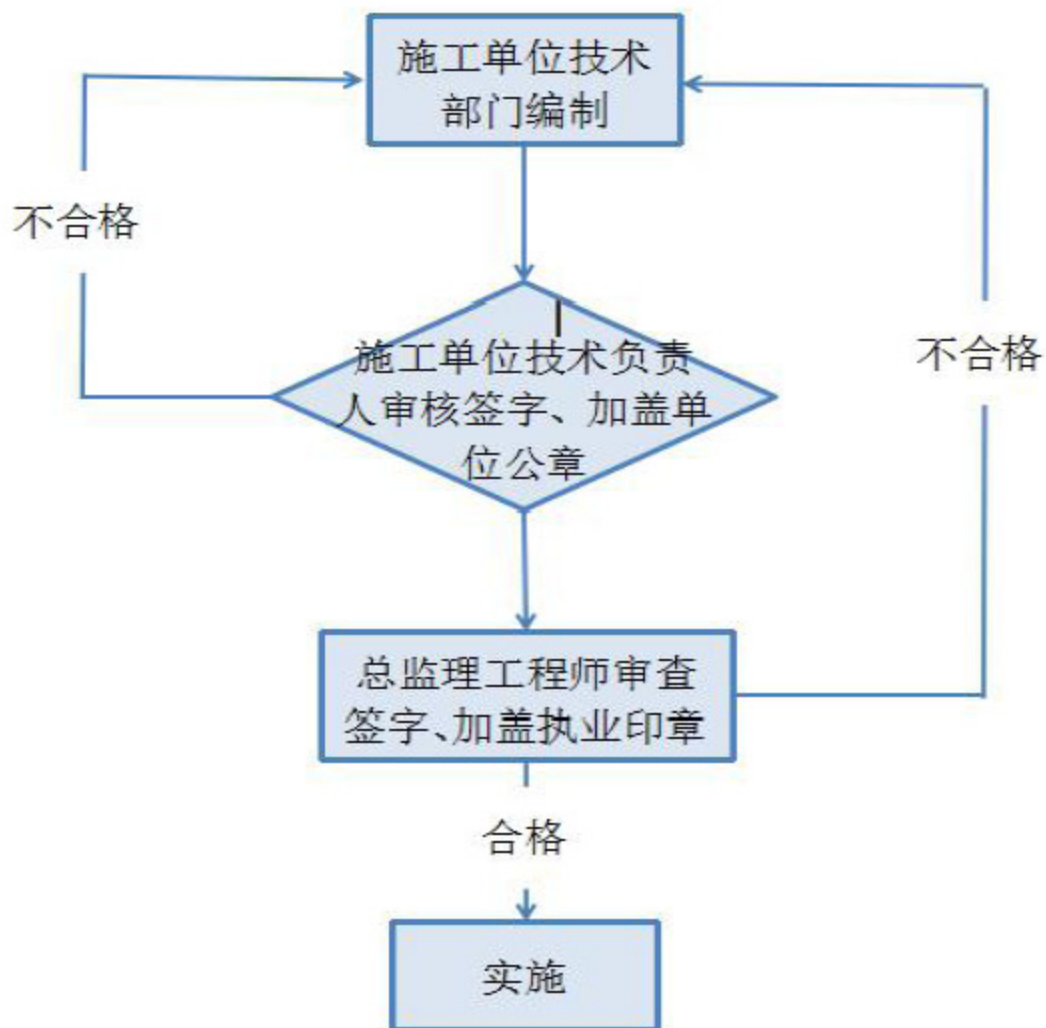 施工单位技术
部门编制
不合格
施工单位技术负责
人审核签字、加盖单
位公章
不合格
总监理工程师审查
签字、加盖执业印章
合格
实施